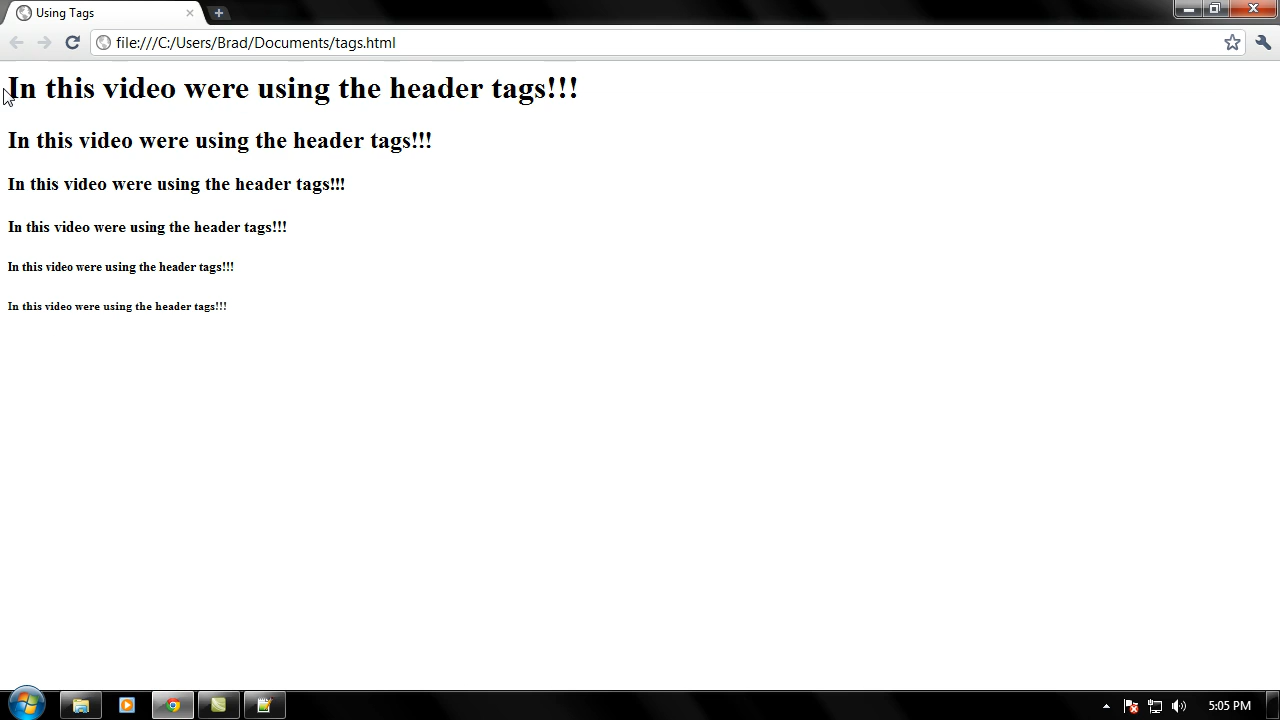 Using Tags
file:///C:/Users/Brad/Documents/tags.html
In this video were using the header tags!!!
In this video were using the header tags!!!
In this video were using the header tags!!!
In this video were using the header tags!!!
In this video were using the header tags!!!
In this video were using the header tags!!!
5:05 PM